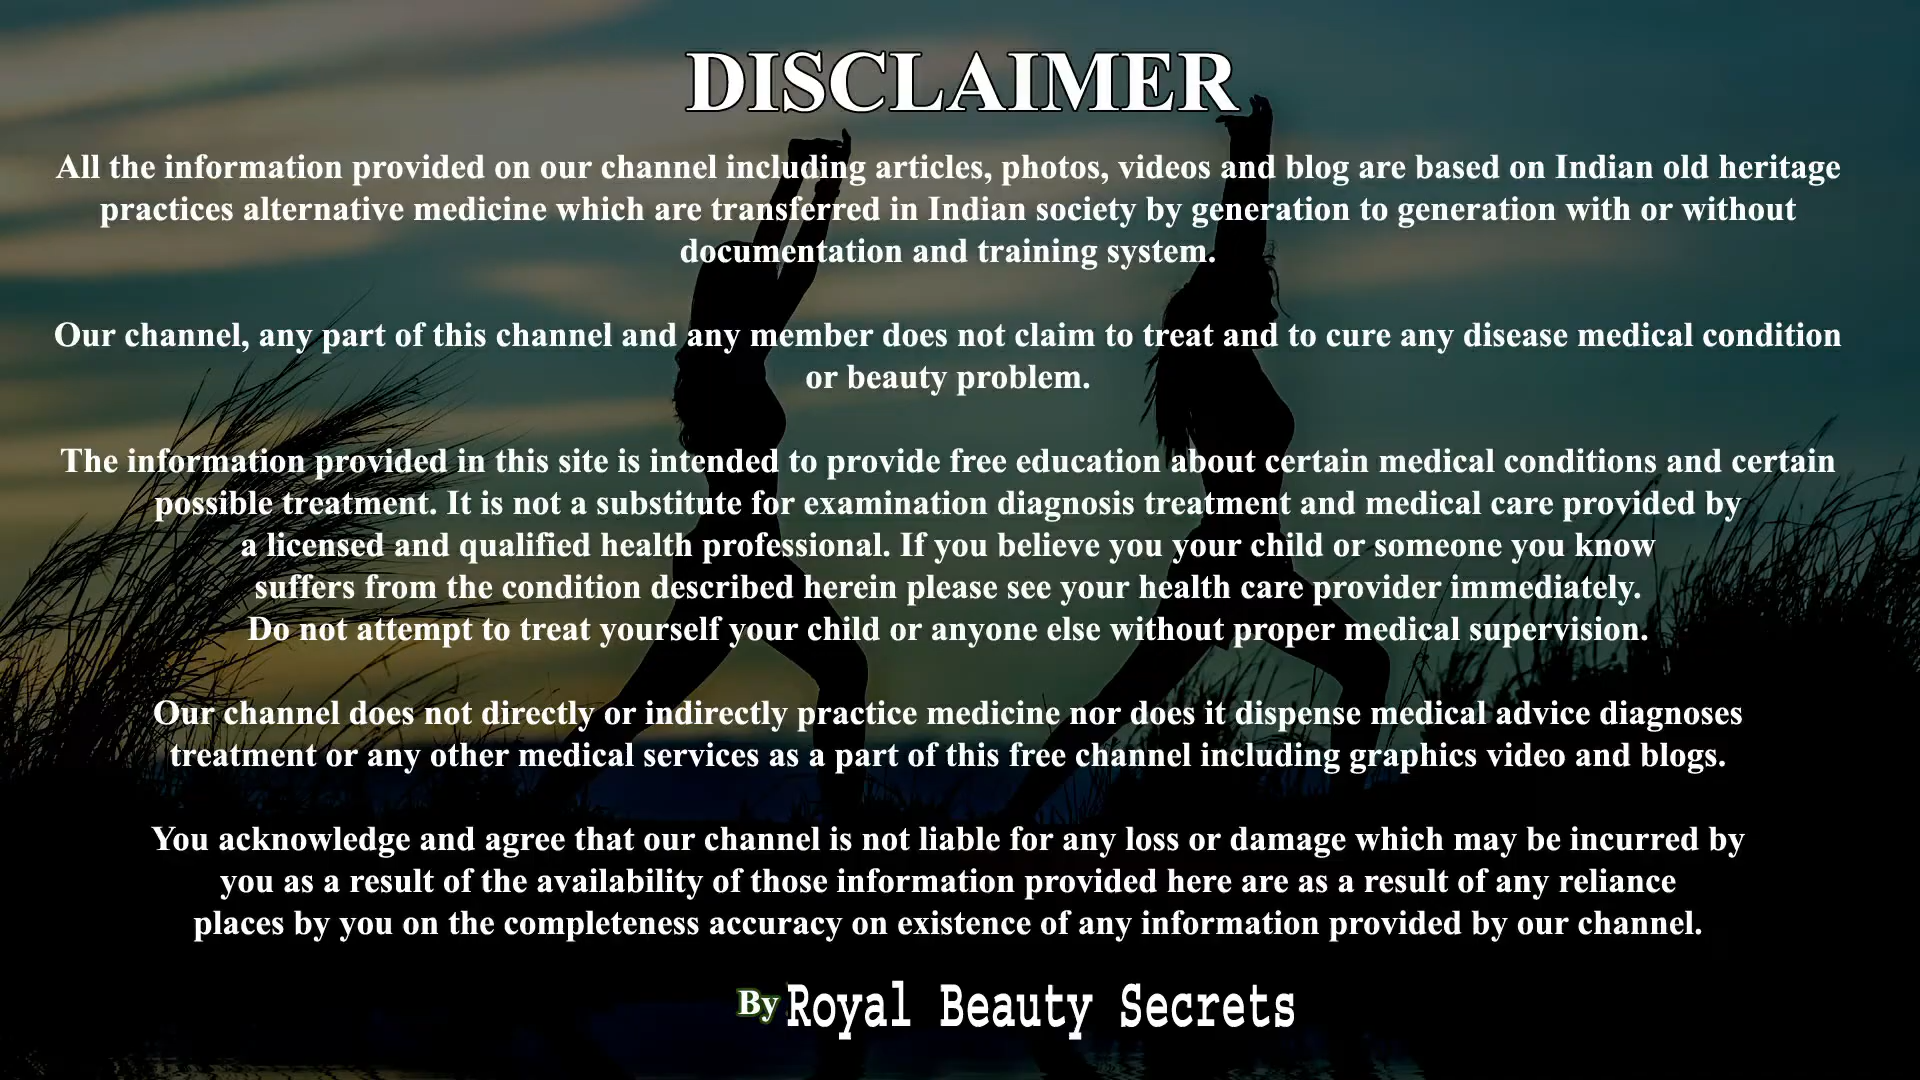 DISCLAIMER
All the information provided on our channel including articles, photos, videos and blog are based on Indian old heritage
practices alternative medicine which are transferred in Indian society by generation to generation with or without
documentation and training system.
Our channel, any part of this channel and any member does not claim to treat and to cure any disease medical condition
or beauty problem.
The information provided in this site is intended to provide free education about certain medical conditions and certain
possible treatment. It is not a substitute for examination diagnosis treatment and medical care provided by
a licensed and qualified health professional. If you believe you your child or someone you know
suffers from the condition described herein please see your health care provider immediately.
Do not attempt to treat yourself your child or anyone else without proper medical supervision.
Our channel does not directly or indirectly practice medicine nor does it dispense medical advice diagnoses
treatment or any other medical services as a part of this free channel including graphics video and blogs.
You acknowledge and agree that our channel is not liable for any loss or damage which may be incurred by
you as a result of the availability of those information provided here are as a result of any reliance
places by you on the completeness accuracy on existence of any information provided by our channel.
By Royal Beauty Secrets